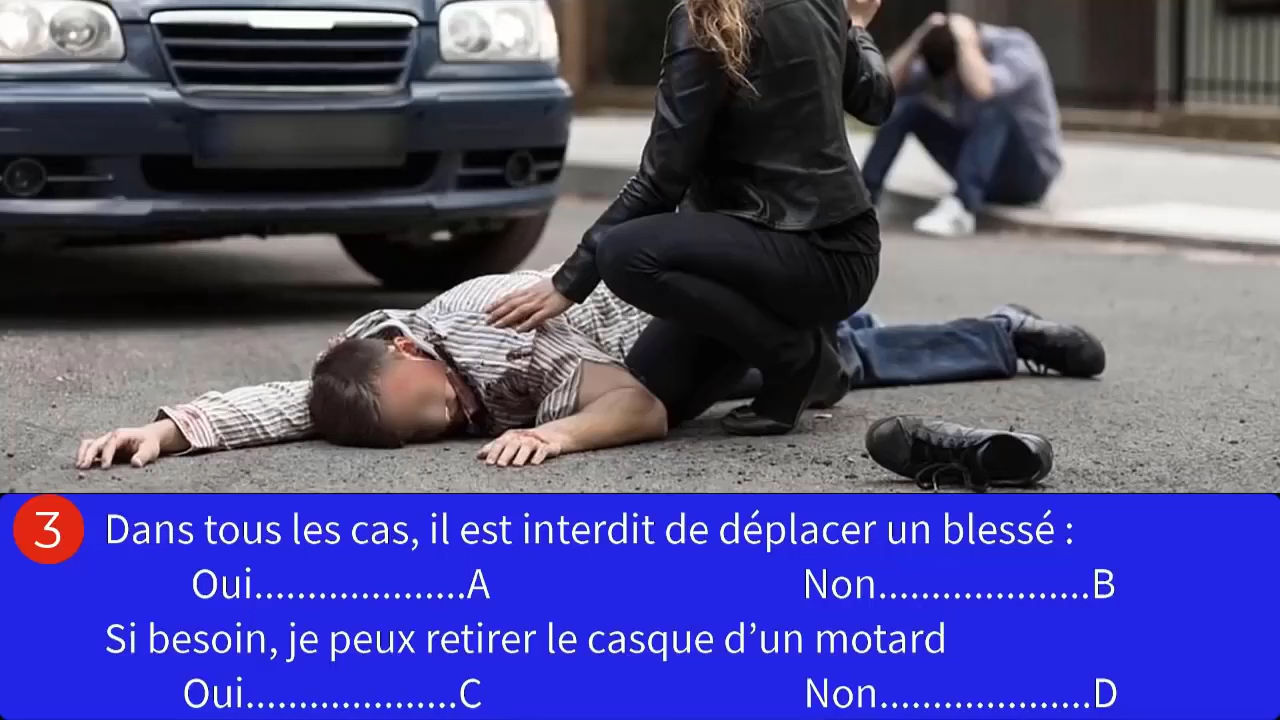 3 Dans tous les cas, il est interdit de déplacer un blessé :
Oui....................A Non....................B
Si besoin, je peux retirer le casque d'un motard
Oui....................C Non....................D